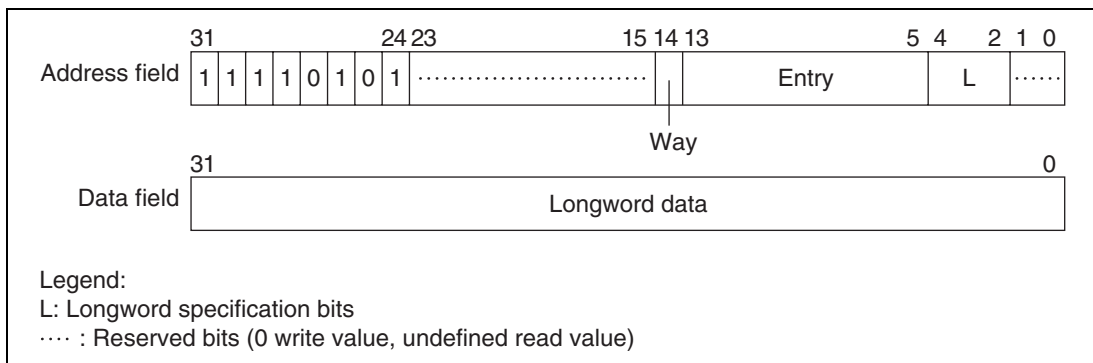 31 24 23 15 14 13 5 4 2 1 0
Address field 1 1 1 1 0 1 0 1 ........................... Entry L ......
Way
31 0
Data field Longword data
Legend:
L: Longword specification bits
···· : Reserved bits (0 write value, undefined read value)